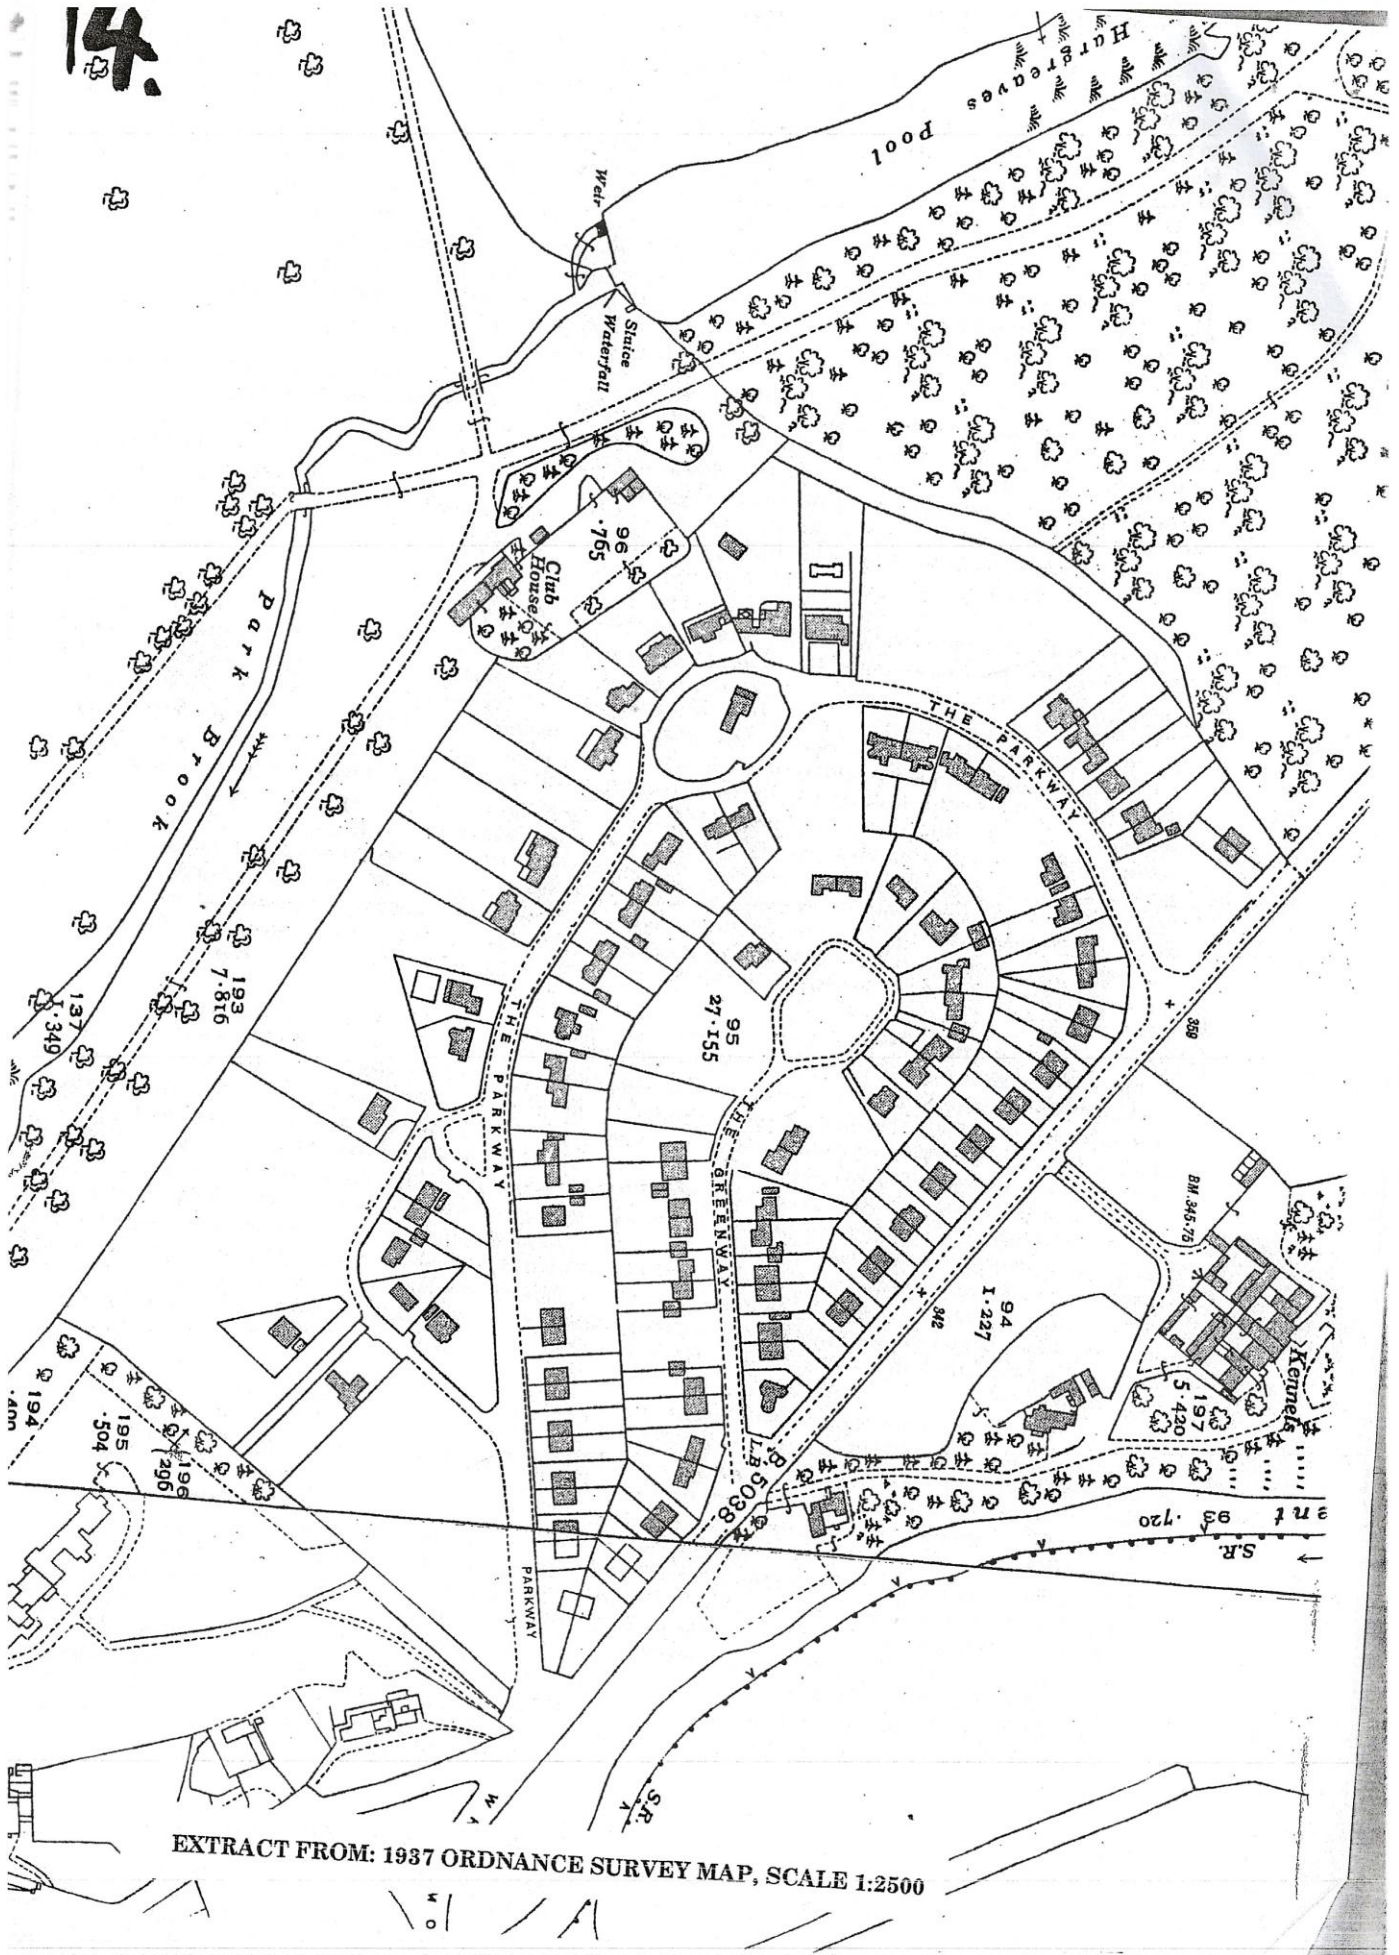 14.
Hargreaves
Pool
Weir
Sluice
Waterfall
96
.765
Club
House
THE PARKWAY
Park Brook
193
7.816
137
1.349
THE PARKWAY
95
27.155
THE GREENWAY
359
BM.345.72
342
94
1.227
Kennels
197
5.420
L.B.
B. 5038
93
.720
S.R.
194
195
.504
196
.296
PARKWAY
S.R.
W
EXTRACT FROM: 1937 ORDNANCE SURVEY MAP, SCALE 1:2500